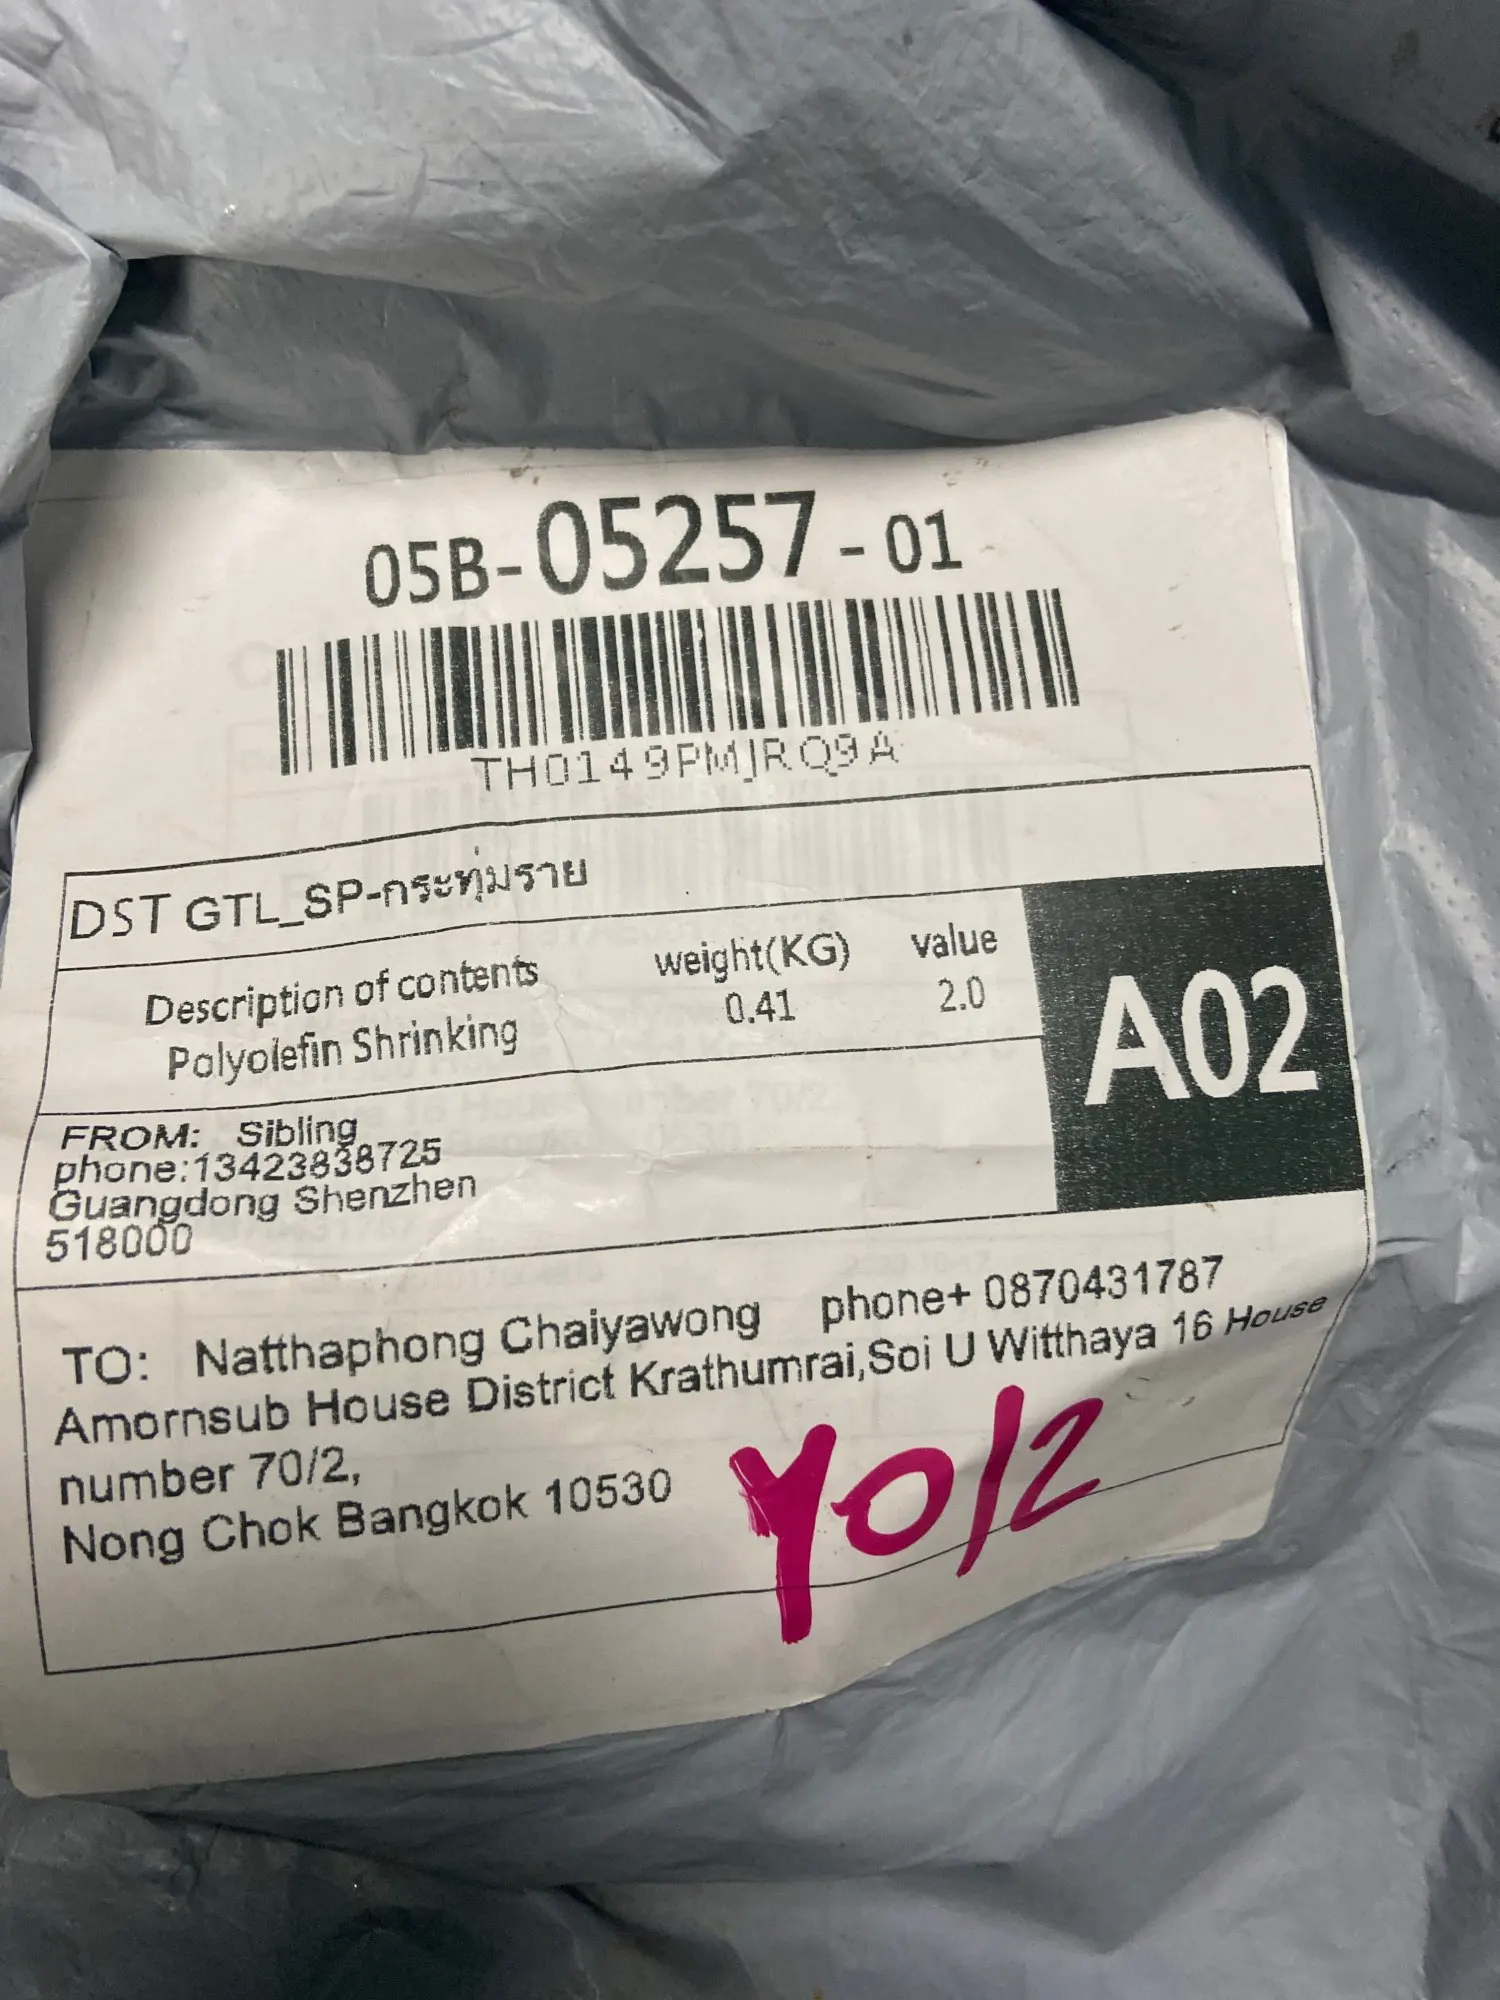 05B-05257-01
TH0149PMJRQ9A
DST GTL_SP-กระทุ่มราย
Description of contents weight(KG) value
Polyolefin Shrinking 0.41 2.0
A02
FROM: Sibling
phone:13423838725
Guangdong Shenzhen
518000
TO: Natthaphong Chaiyawong phone+ 0870431787
Amornsub House District Krathumrai,Soi U Witthaya 16 House
number 70/2,
Nong Chok Bangkok 10530
70/2